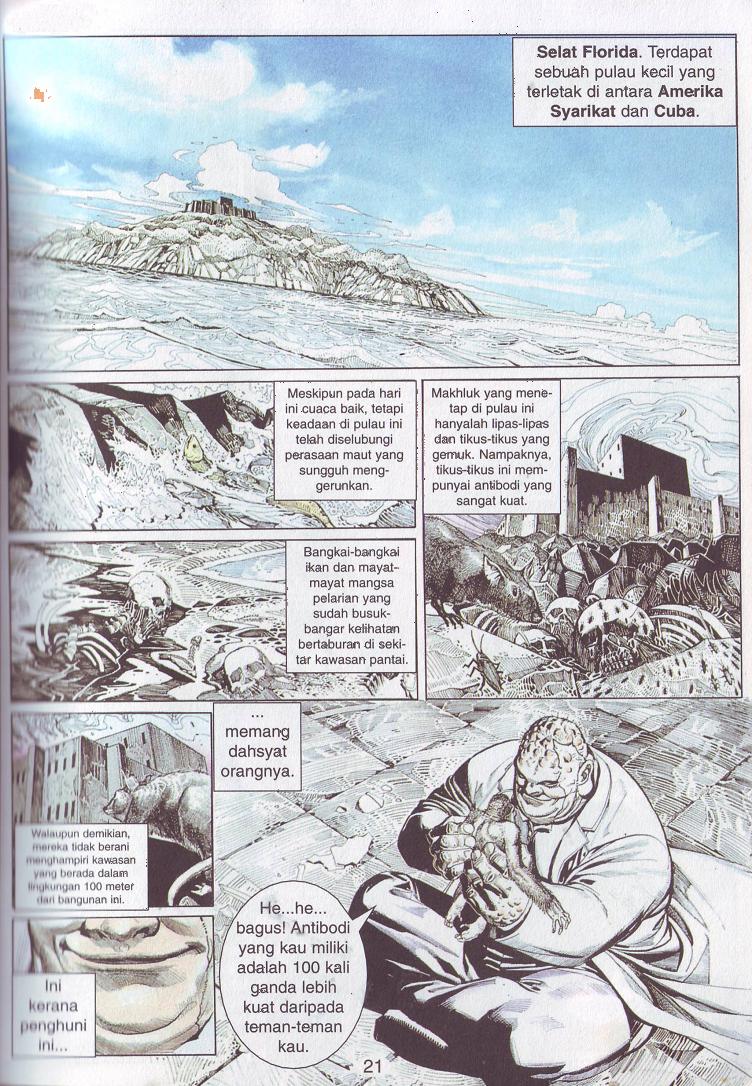 Selat Florida. Terdapat
sebuah pulau kecil yang
terletak di antara Amerika
Syarikat dan Cuba.
Meskipun pada hari
ini cuaca baik, tetapi
keadaan di pulau ini
telah diselubungi
perasaan maut yang
sungguh meng-
gerunkan.
Bangkai-bangkai
ikan dan mayat-
mayat mangsa
pelarian yang
sudah busuk-
bangar kelihatan
bertaburan di seki-
tar kawasan pantai.
Makhluk yang mene-
tap di pulau ini
hanyalah lipas-lipas
dan tikus-tikus yang
gemuk. Nampaknya,
tikus-tikus ini mem-
punyai antibodi yang
sangat kuat.
Walaupun demikian,
mereka tidak berani
menghampiri kawasan
yang berada dalam
lingkungan 100 meter
dari bangunan ini.
Ini
kerana
penghuni
ini...
...
memang
dahsyat
orangnya.
He...he...
bagus! Antibodi
yang kau miliki
adalah 100 kali
ganda lebih
kuat daripada
teman-teman
kau.
21